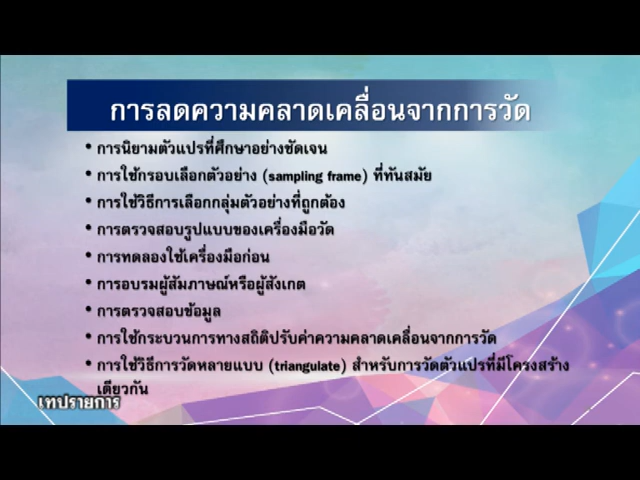 การลดความคลาดเคลื่อนจากการวัด
• การนิยามตัวแปรที่ศึกษาอย่างชัดเจน
• การใช้กรอบเลือกตัวอย่าง (sampling frame) ที่ทันสมัย
• การใช้วิธีการเลือกกลุ่มตัวอย่างที่ถูกต้อง
• การตรวจสอบรูปแบบของเครื่องมือวัด
• การทดลองใช้เครื่องมือก่อน
• การอบรมผู้สัมภาษณ์หรือผู้สังเกต
• การตรวจสอบข้อมูล
• การใช้กระบวนการทางสถิติปรับค่าความคลาดเคลื่อนจากการวัด
• การใช้วิธีการวัดหลายแบบ (triangulate) สำหรับการวัดตัวแปรที่มีโครงสร้าง
เดียวกัน
เทปรายการ